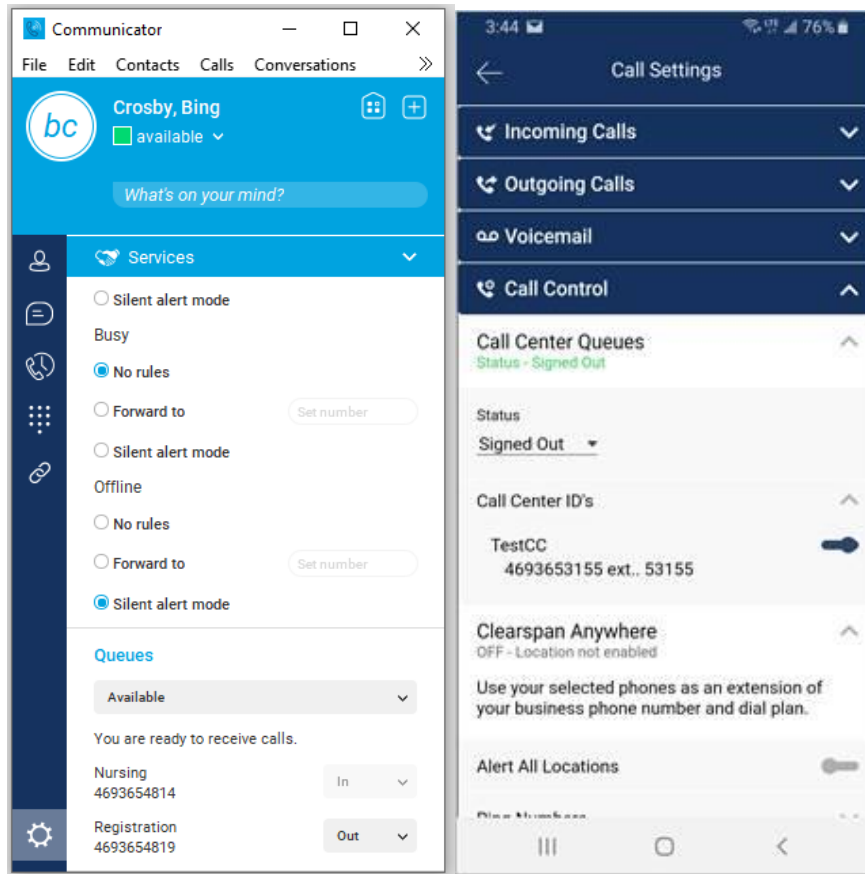 Communicator
File Edit Contacts Calls Conversations
bc
Crosby, Bing
available
What's on your mind?
Services
Silent alert mode
Busy
No rules
Forward to Set number
Silent alert mode
Offline
No rules
Forward to Set number
Silent alert mode
Queues
Available
You are ready to receive calls.
Nursing
4693654814 In
Registration
4693654819 Out
3:44 76%
Call Settings
Incoming Calls
Outgoing Calls
Voicemail
Call Control
Call Center Queues
Status - Signed Out
Status
Signed Out
Call Center ID's
TestCC
4693653155 ext.. 53155
Clearspan Anywhere
OFF - Location not enabled
Use your selected phones as an extension of
your business phone number and dial plan.
Alert All Locations